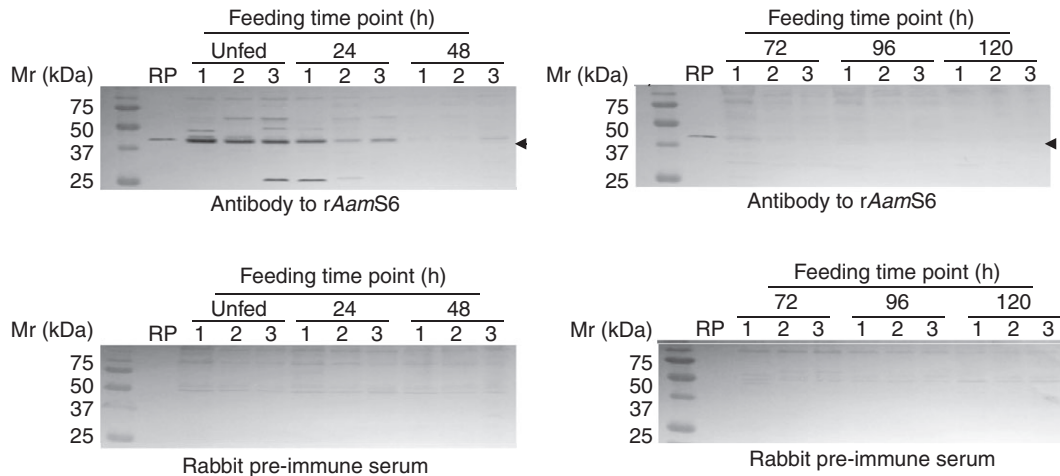 Feeding time point (h)
Unfed 24 48
Mr (kDa) RP 1 2 3 1 2 3 1 2 3
75
50
37
25
Antibody to rAamS6
Feeding time point (h)
72 96 120
Mr (kDa) RP 1 2 3 1 2 3 1 2 3
75
50
37
25
Antibody to rAamS6
Feeding time point (h)
Unfed 24 48
Mr (kDa) RP 1 2 3 1 2 3 1 2 3
75
50
37
25
Rabbit pre-immune serum
Feeding time point (h)
72 96 120
Mr (kDa) RP 1 2 3 1 2 3 1 2 3
75
50
37
25
Rabbit pre-immune serum